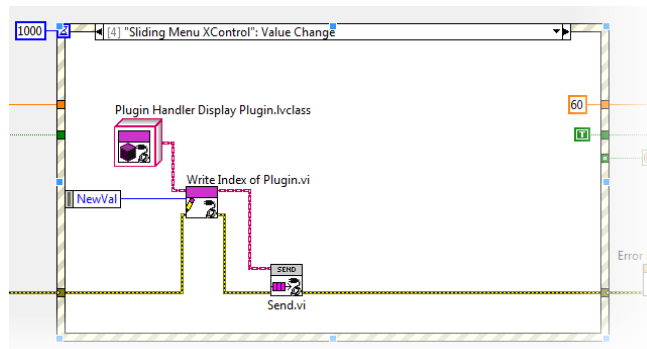 1000
[4] "Sliding Menu XControl": Value Change
Plugin Handler Display Plugin.lvclass
60
T
Write Index of Plugin.vi
NewVal
Error
SEND
Send.vi